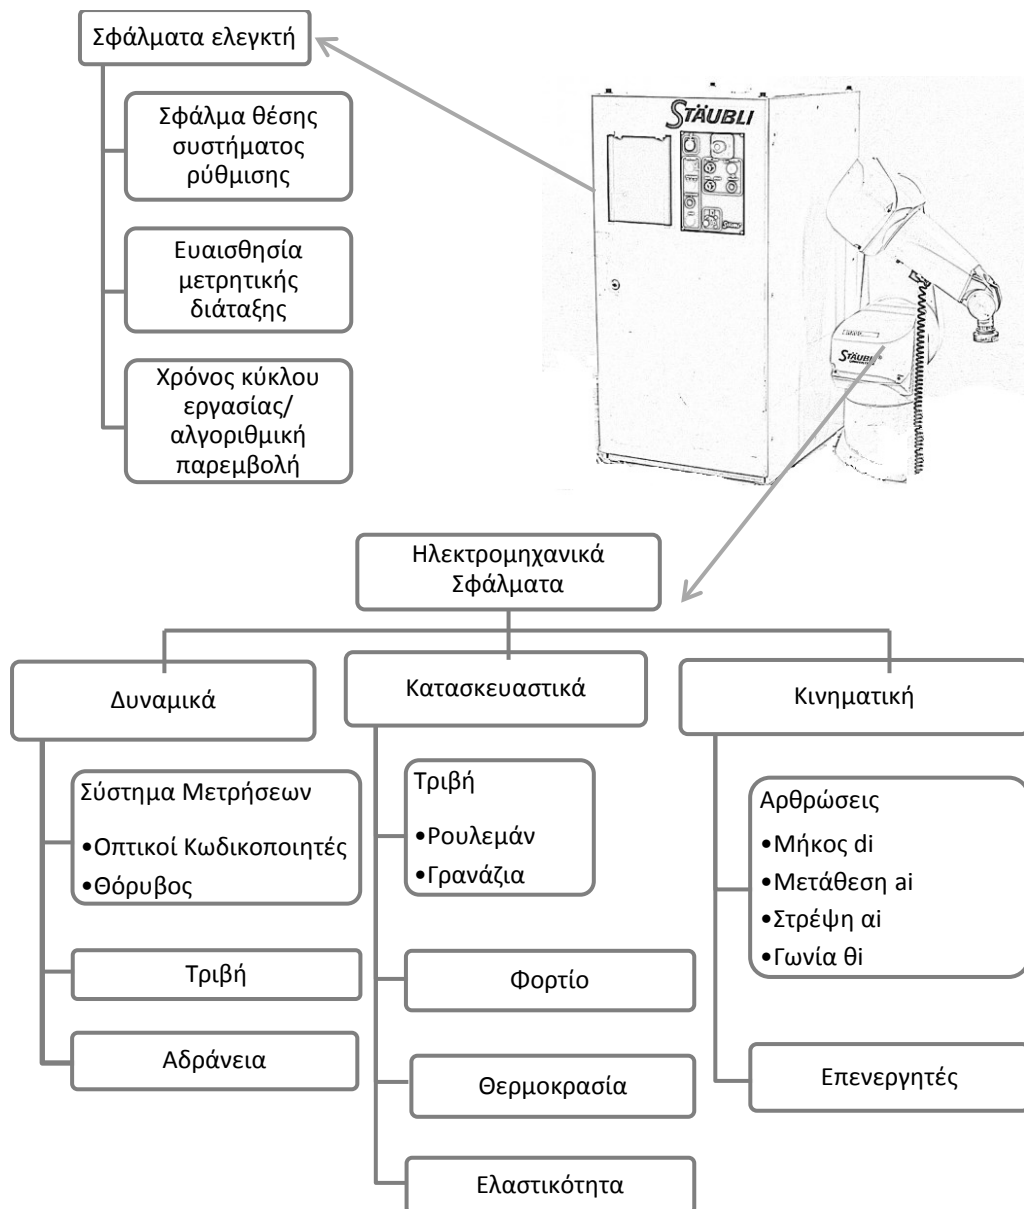 Σφάλματα ελεγκτή
Σφάλμα θέσης
συστήματος
ρύθμισης
Ευαισθησία
μετρητικής
διάταξης
Χρόνος κύκλου
εργασίας/
αλγοριθμική
παρεμβολή
STÄUBLI
STÄUBLI
Ηλεκτρομηχανικά
Σφάλματα
Δυναμικά
Σύστημα Μετρήσεων
•Οπτικοί Κωδικοποιητές
•Θόρυβος
Τριβή
Αδράνεια
Κατασκευαστικά
Τριβή
•Ρουλεμάν
•Γρανάζια
Φορτίο
Θερμοκρασία
Ελαστικότητα
Κινηματική
Αρθρώσεις
•Μήκος di
•Μετάθεση ai
•Στρέψη αi
•Γωνία θi
Επενεργητές